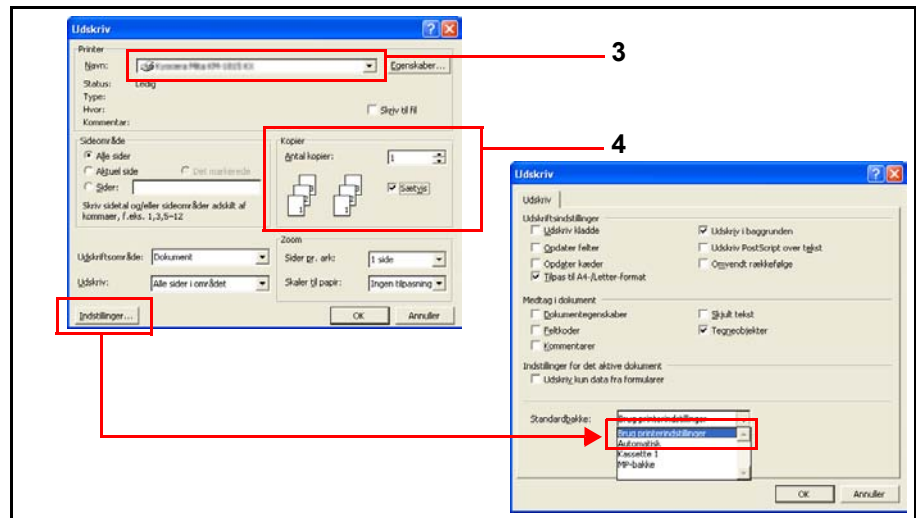 Udskriv
Printer
Navn:
Kyocera Mita KM-1815 KX
Egenskaber...
3
Status: Ledig
Type:
Hvor:
Skriv til fil
Kommentar:
Sideområde
Alle sider
Aktuel side
Det markerede
Sider:
Skriv sidetal og/eller sideområder adskilt af
kommaer, f.eks. 1,3,5–12
Kopier
Antal kopier: 1
Sætvis
4
Udskriftsområde: Dokument
Udskriv: Alle sider i området
Zoom
Sider pr. ark: 1 side
Skaler til papir: Ingen tilpasning
Indstillinger...
OK
Annuller
Udskriv
Udskriv
Udskriftsindstillinger
Udskriv kladde
Udskriv i baggrunden
Opdater felter
Udskriv PostScript over tekst
Opdater kæder
Omvendt rækkefølge
Tilpas til A4-/Letter-format
Medtag i dokument
Dokumentegenskaber
Skjult tekst
Feltkoder
Tegneobjekter
Kommentarer
Indstillinger for det aktive dokument
Udskriv kun data fra formularer
Standardbakke: Brug printerindstillinger
Brug printerindstillinger
Automatisk
Kassette 1
MP-bakke
OK
Annuller